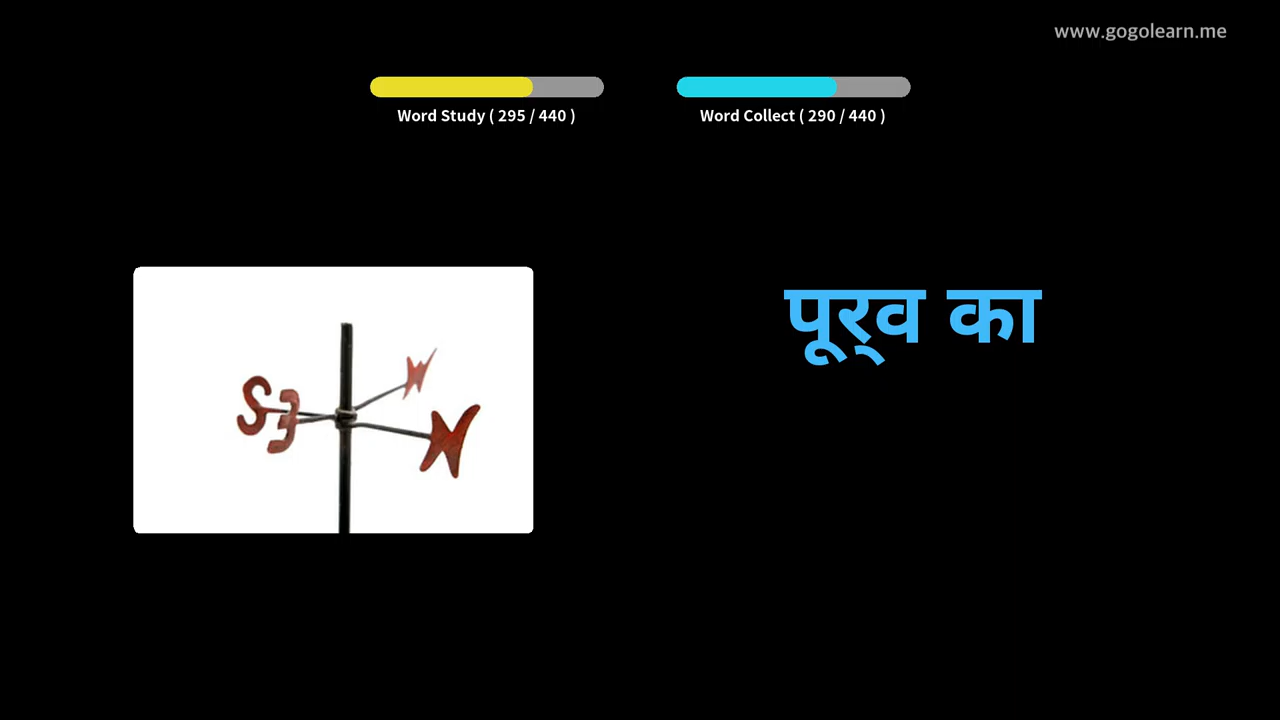 www.gogolearn.me
Word Study ( 295 / 440 )
Word Collect ( 290 / 440 )
पूर्‌व का
S E N N